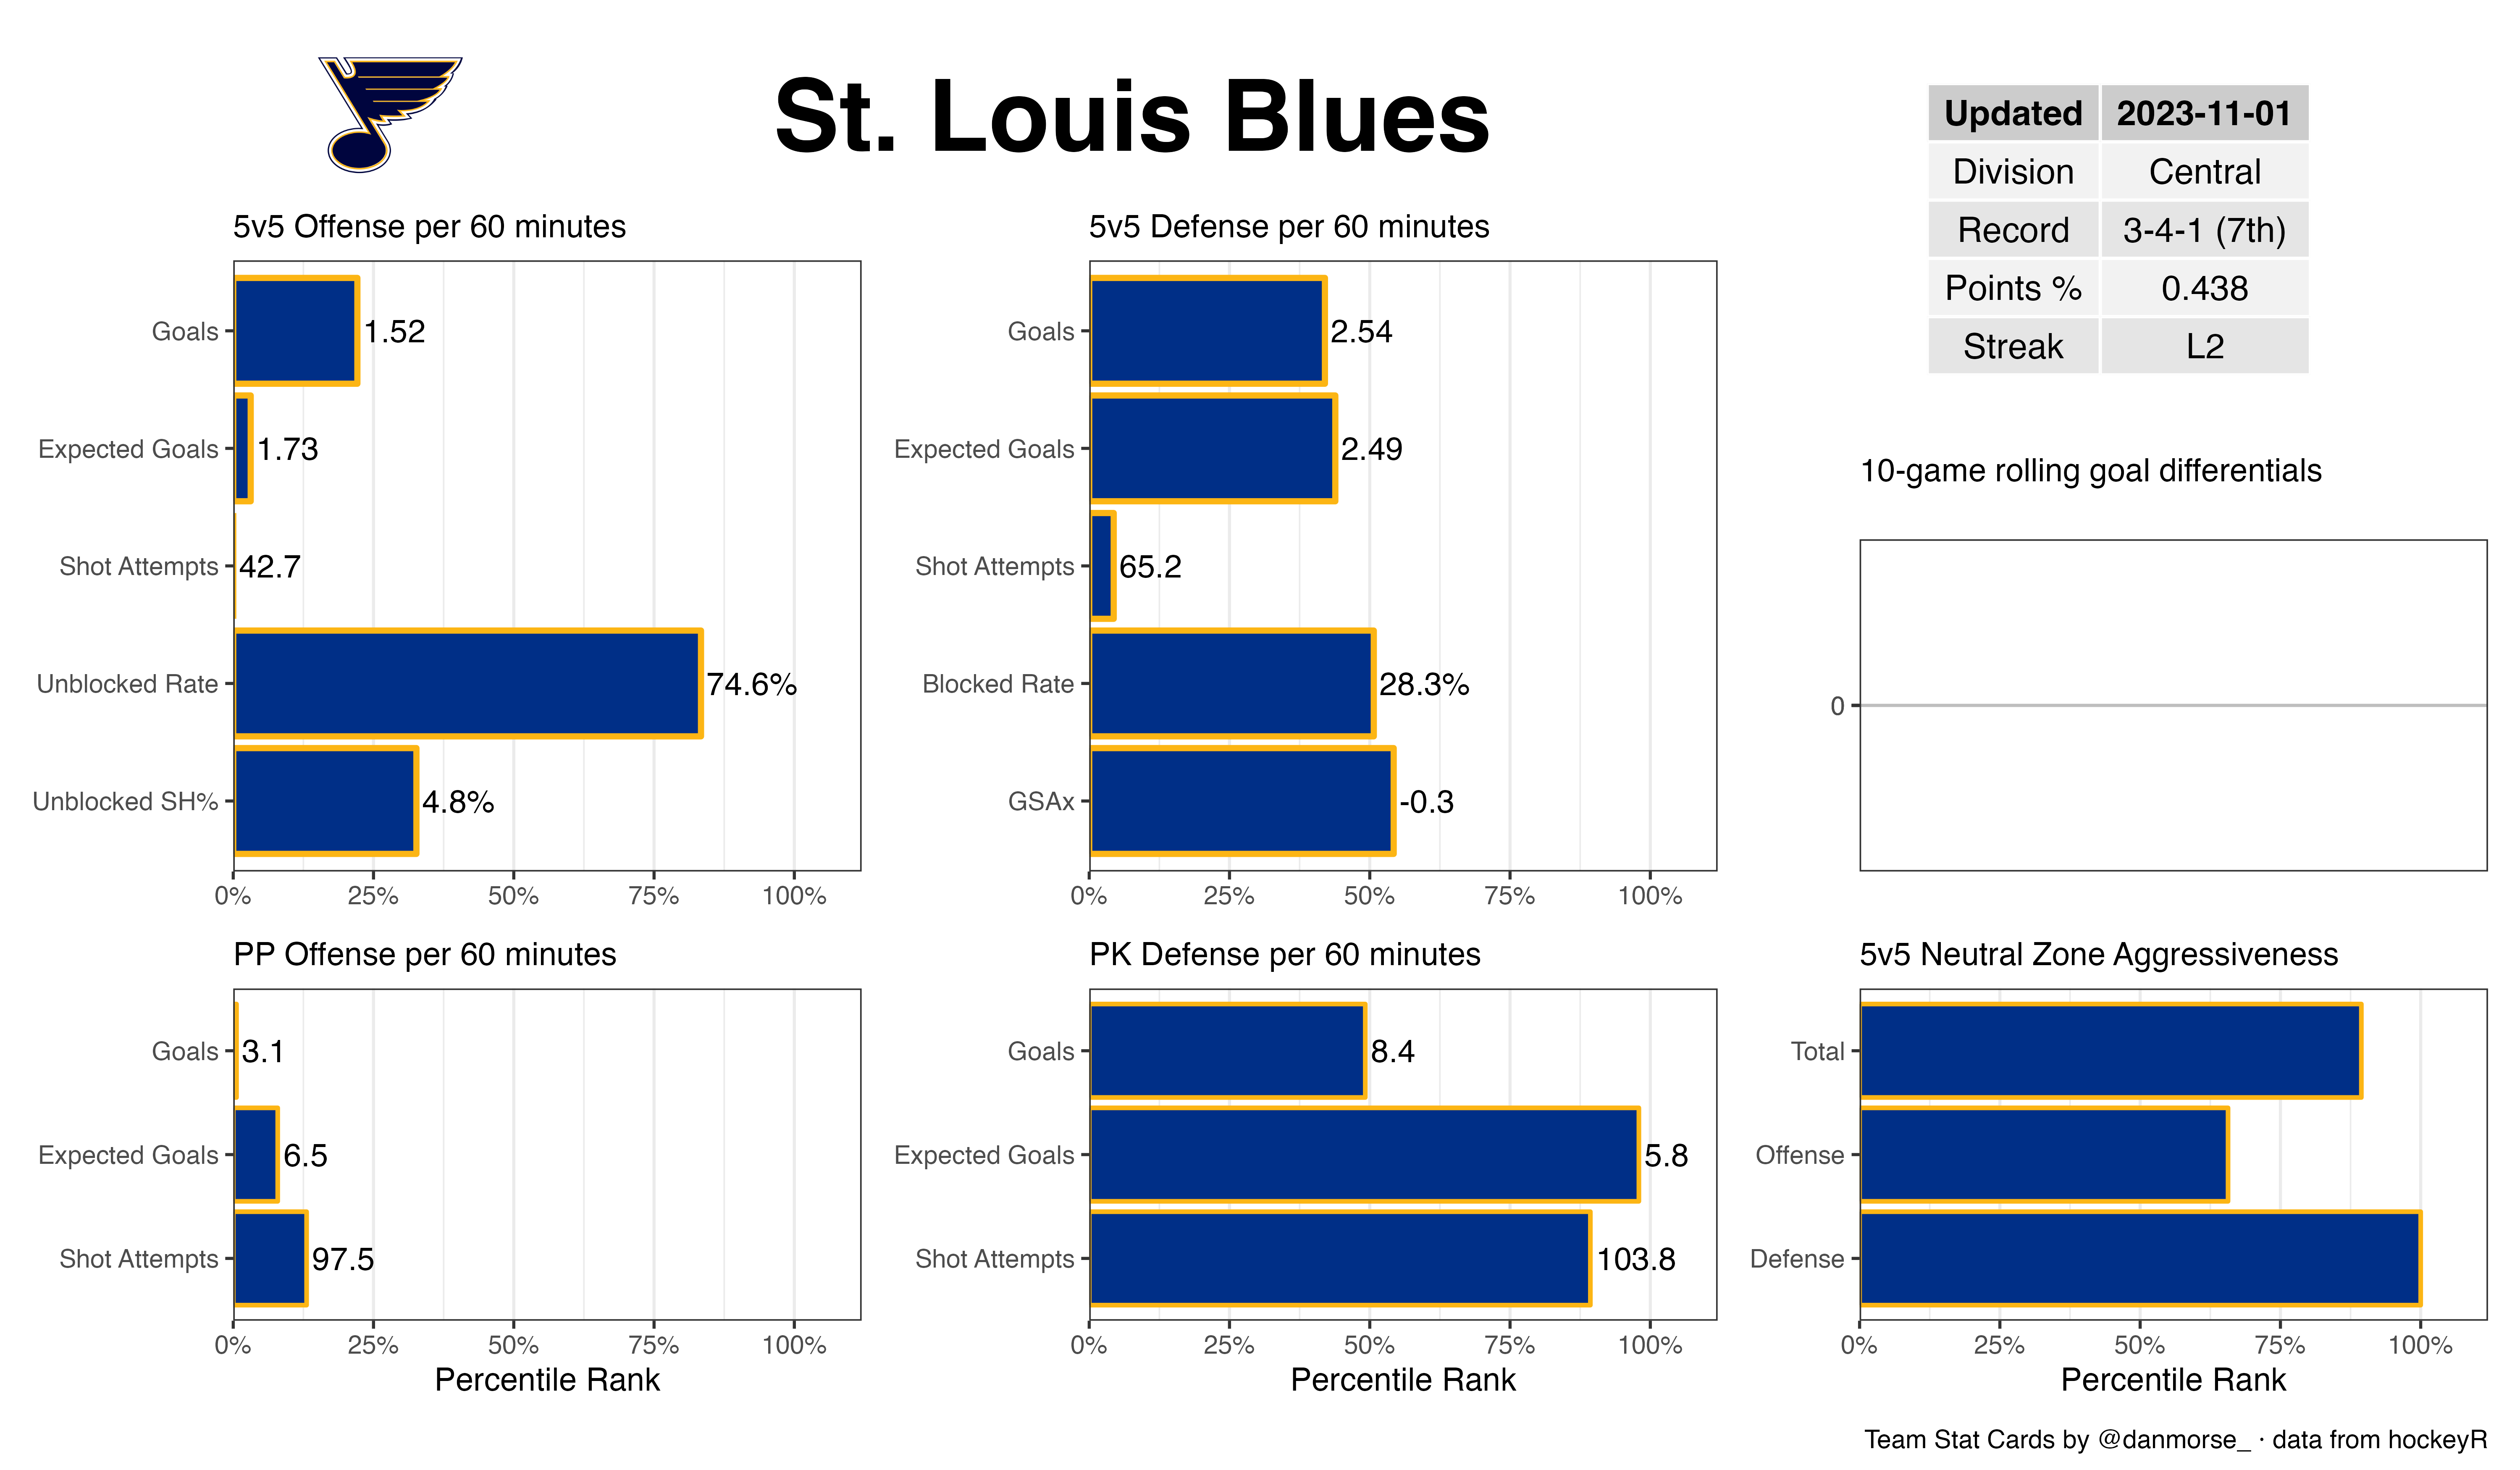 St. Louis Blues
Updated 2023-11-01
Division Central
Record 3-4-1 (7th)
Points % 0.438
Streak L2
5v5 Offense per 60 minutes
Goals 1.52
Expected Goals 1.73
Shot Attempts 42.7
Unblocked Rate 74.6%
Unblocked SH% 4.8%
0% 25% 50% 75% 100%
5v5 Defense per 60 minutes
Goals 2.54
Expected Goals 2.49
Shot Attempts 65.2
Blocked Rate 28.3%
GSAx -0.3
0% 25% 50% 75% 100%
10-game rolling goal differentials
0
PP Offense per 60 minutes
Goals 3.1
Expected Goals 6.5
Shot Attempts 97.5
0% 25% 50% 75% 100%
Percentile Rank
PK Defense per 60 minutes
Goals 8.4
Expected Goals 5.8
Shot Attempts 103.8
0% 25% 50% 75% 100%
Percentile Rank
5v5 Neutral Zone Aggressiveness
Total
Offense
Defense
0% 25% 50% 75% 100%
Percentile Rank
Team Stat Cards by @danmorse_ · data from hockeyR